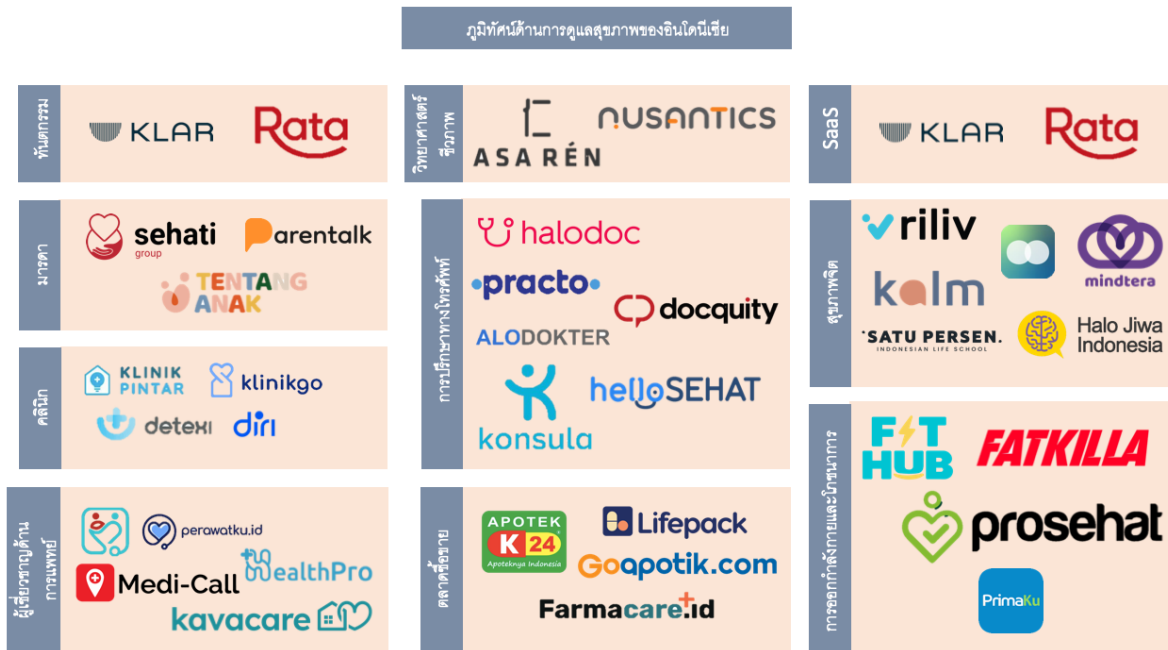 ภูมิทัศน์ด้านการดูแลสุขภาพของอินโดนีเซีย
ทันตกรรม
KLAR
Rata
วิทยาศาสตร์
ชีวภาพ
ASA RÉN
NUSANTICS
SaaS
KLAR
Rata
มารดา
sehati
group
Parentalk
TENTANG
ANAK
การปรึกษาทางโทรศัพท์
halodoc
practo
docquity
ALODOKTER
helloSEHAT
konsula
สุขภาพจิต
riliv
mindtera
kalm
SATU PERSEN.
INDONESIAN LIFE SCHOOL
Halo Jiwa
Indonesia
คลินิก
KLINIK
PINTAR
klinikgo
detexi
diri
ผู้เชี่ยวชาญด้าน
การแพทย์
perawatku.id
Medi-Call
WealthPro
kavacare
ตลาดซื้อขาย
APOTEK
K 24
Apoteknya Indonesia
Lifepack
Goapotik.com
Farmacare.id
การออกกำลังกายและโภชนาการ
FIT
HUB
FATKILLA
prosehat
PrimaKu